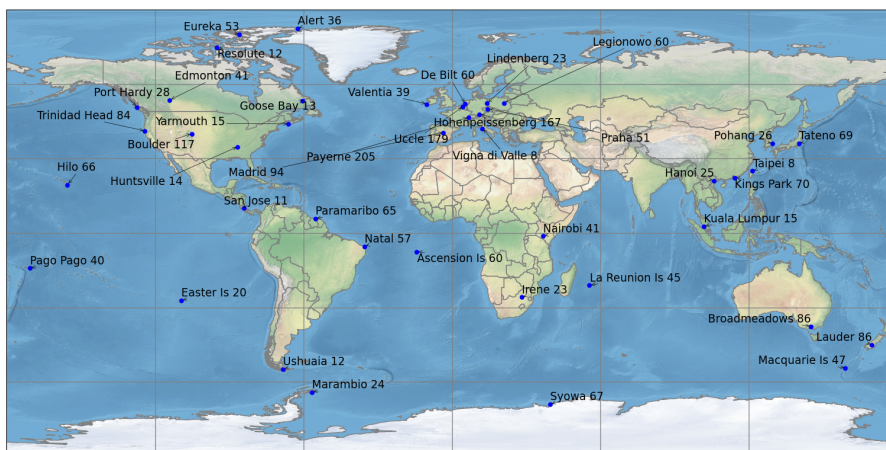 Alert 36
Eureka 53
Resolute 12
Legionowo 60
Lindenberg 23
Edmonton 41
De Bilt 60
Port Hardy 28
Valentia 39
Goose Bay 13
Trinidad Head 84
Yarmouth 15
Hohenpeissenberg 167
Boulder 117
Uccle 179
Praha 51
Pohang 26
Tateno 69
Payerne 205
Vigna di Valle 8
Hilo 66
Madrid 94
Taipei 8
Huntsville 14
Hanoi 25
Kings Park 70
San Jose 11
Paramaribo 65
Kuala Lumpur 15
Nairobi 41
Natal 57
Pago Pago 40
Ascension Is 60
La Reunion Is 45
Easter Is 20
Irene 23
Broadmeadows 86
Lauder 86
Ushuaia 12
Macquarie Is 47
Marambio 24
Syowa 67